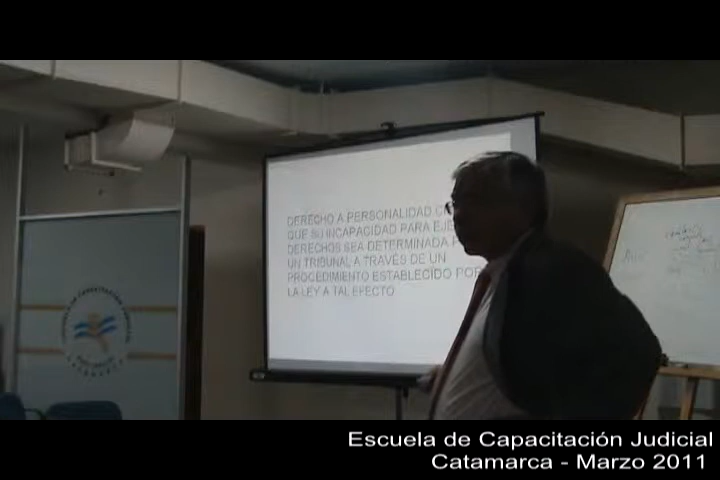 DERECHO A PERSONALIDAD
QUE SU INCAPACIDAD PARA
DERECHOS SEA DETERMINADA
UN TRIBUNAL A TRAVÉS DE UN
PROCEDIMIENTO ESTABLECIDO POR
LA LEY A TAL EFECTO
Escuela de Capacitación Judicial
Catamarca - Marzo 2011